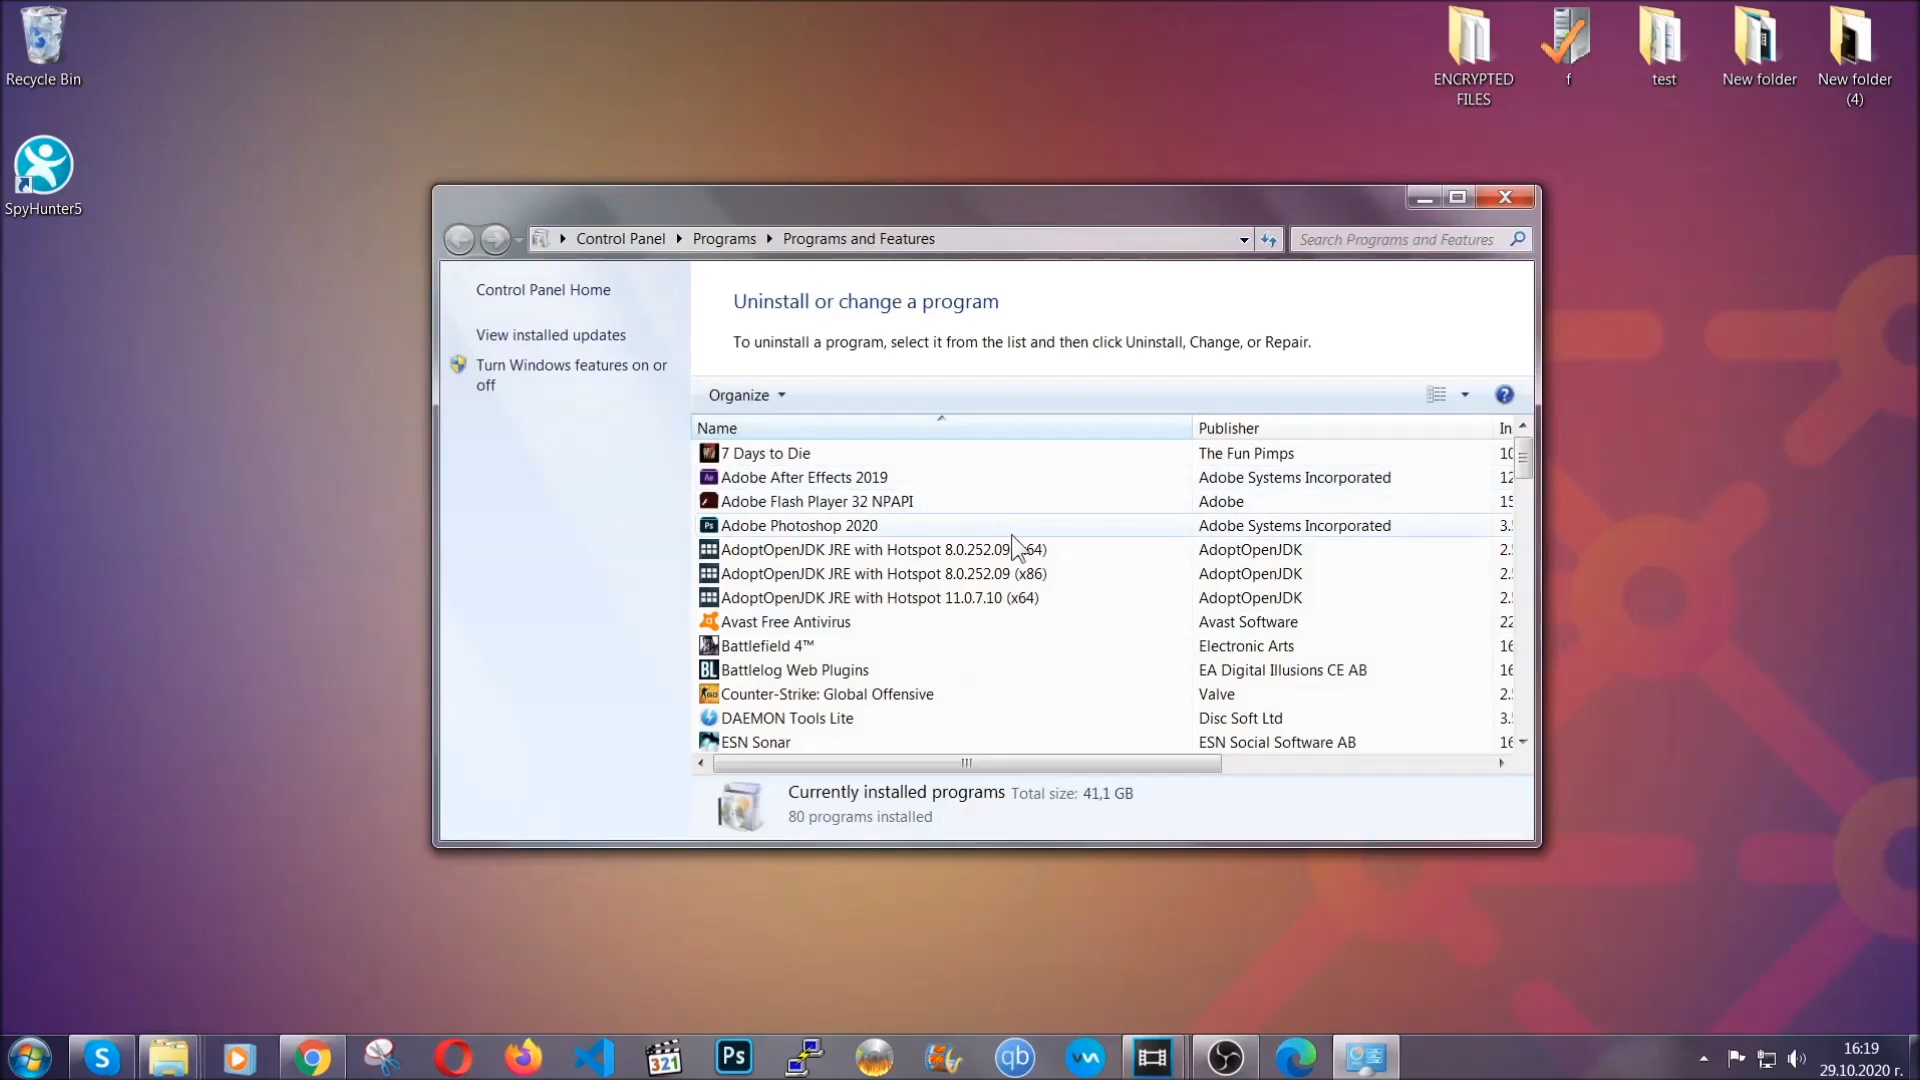 Recycle Bin
SpyHunter5
ENCRYPTED
FILES
f
test
New folder
New folder
(4)
Control Panel
Programs
Programs and Features
Search Programs and Features
Control Panel Home
View installed updates
Turn Windows features on or
off
Uninstall or change a program
To uninstall a program, select it from the list and then click Uninstall, Change, or Repair.
Organize
Name Publisher In
7 Days to Die The Fun Pimps 10
Adobe After Effects 2019 Adobe Systems Incorporated 12
Adobe Flash Player 32 NPAPI Adobe 15
Adobe Photoshop 2020 Adobe Systems Incorporated 3.
AdoptOpenJDK JRE with Hotspot 8.0.252.09 64) AdoptOpenJDK 2.
AdoptOpenJDK JRE with Hotspot 8.0.252.09 (x86) AdoptOpenJDK 2.
AdoptOpenJDK JRE with Hotspot 11.0.7.10 (x64) AdoptOpenJDK 2.
Avast Free Antivirus Avast Software 22
Battlefield 4™ Electronic Arts 16
Battlelog Web Plugins EA Digital Illusions CE AB 16
Counter-Strike: Global Offensive Valve 2.
DAEMON Tools Lite Disc Soft Ltd 3.
ESN Sonar ESN Social Software AB 16
Currently installed programs Total size: 41,1 GB
80 programs installed
321
Ps
qb
16:19
29.10.2020 г.